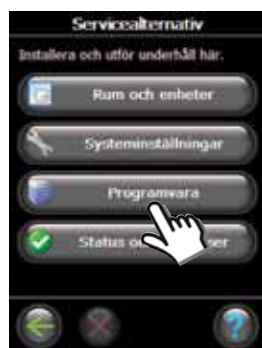 Servicealternativ
Installera och utför underhåll här.
Rum och enheter
Systeminställningar
Programvara
Status
?